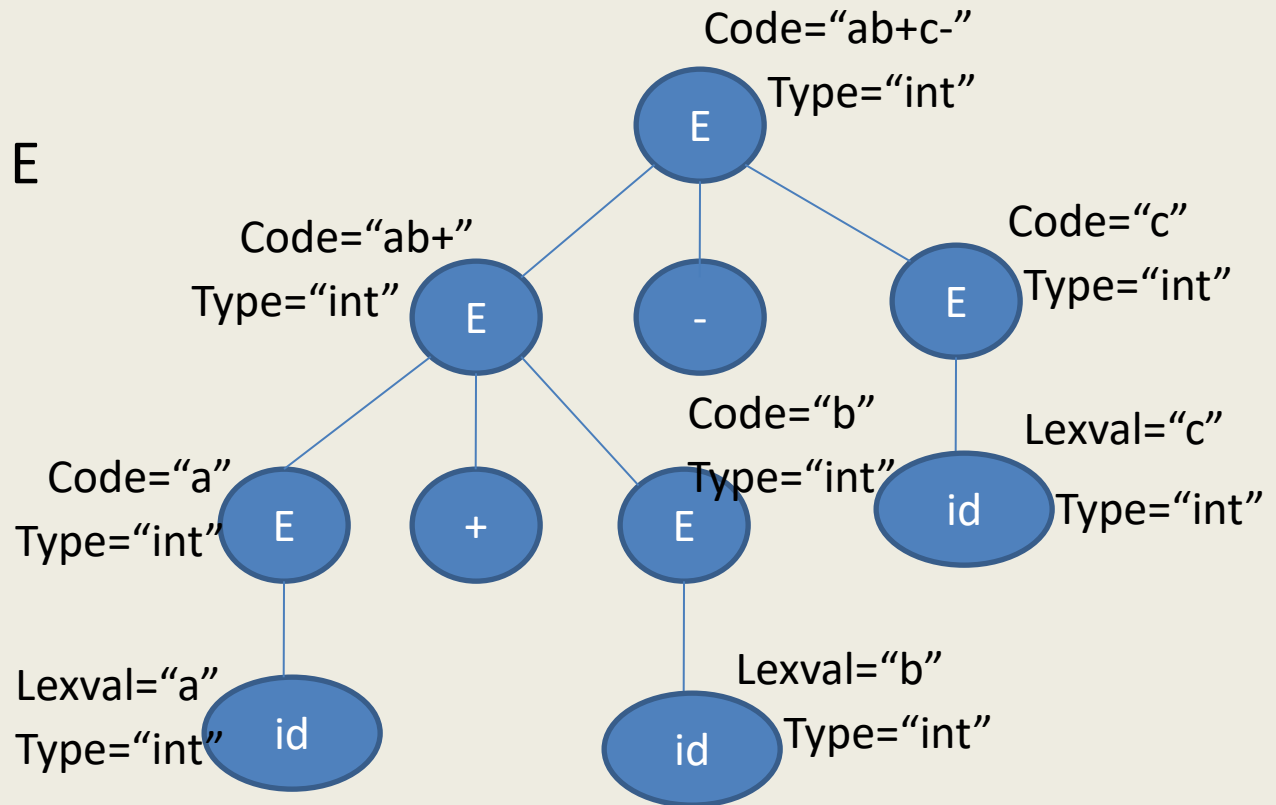 Code=“ab+c-”
Type=“int”
E
E
Code=“ab+”
Type=“int”
E
-
Code=“c”
Type=“int”
E
Code=“a”
Type=“int”
E
+
Code=“b”
Type=“int”
E
Lexval=“c”
Type=“int”
id
Lexval=“a”
Type=“int”
id
Lexval=“b”
Type=“int”
id